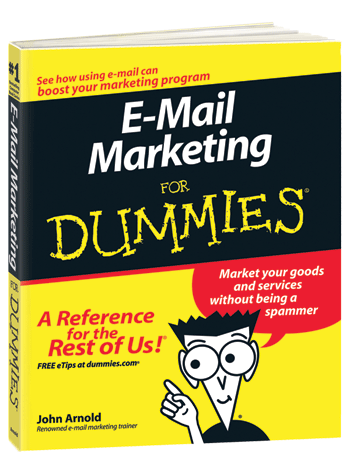 See how using e-mail can
boost your marketing program
E-Mail
Marketing
FOR
DUMMIES®
Market your goods
and services
without being a
spammer
A Reference
for the
Rest of Us!®
FREE eTips at dummies.com®
John Arnold
Renowned e-mail marketing trainer
#1
E-Mail Marketing
FOR
DUMMIES